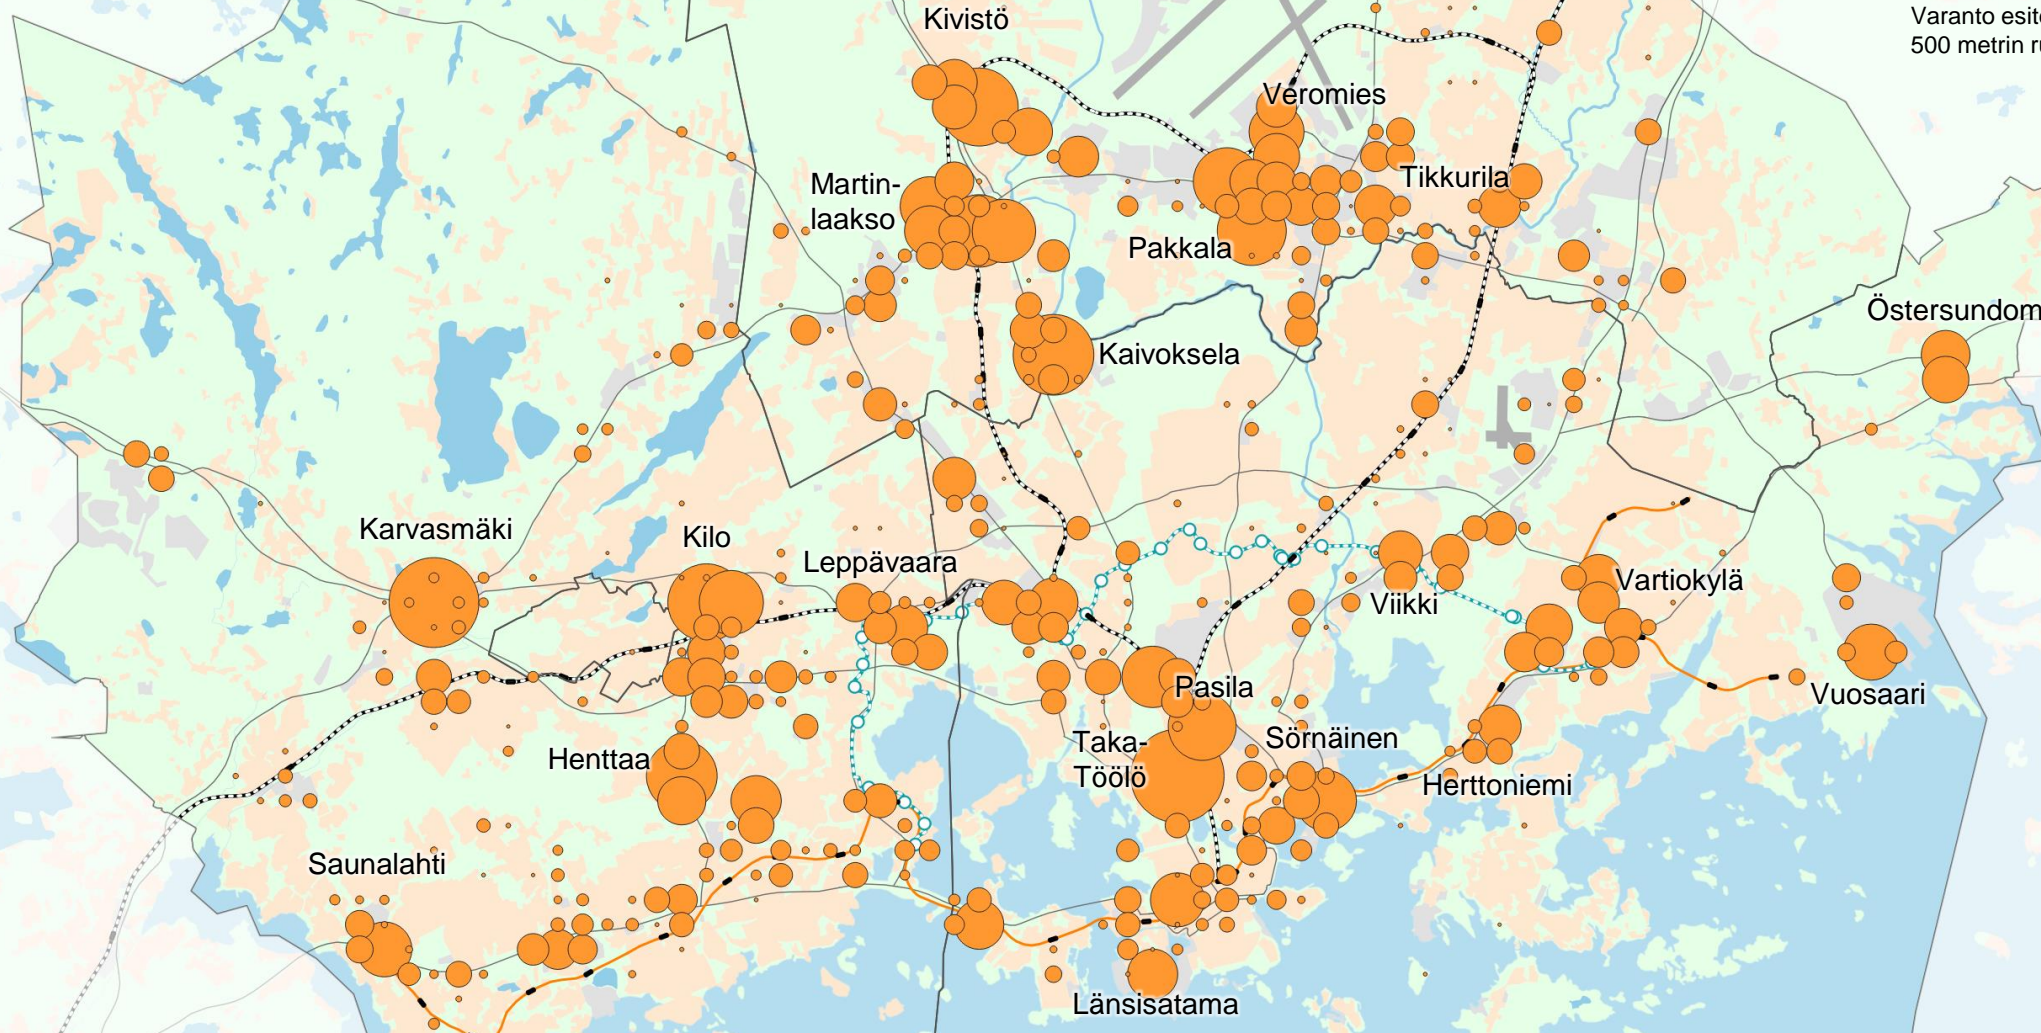 Kivistö
Varanto esit
500 metrin r
Veromies
Martin-
laakso
Tikkurila
Pakkala
Östersundom
Kaivoksela
Karvasmäki
Kilo
Leppävaara
Vartiokylä
Viikki
Pasila
Vuosaari
Henttaa
Taka-
Töölö
Sörnäinen
Herttoniemi
Saunalahti
Länsisatama